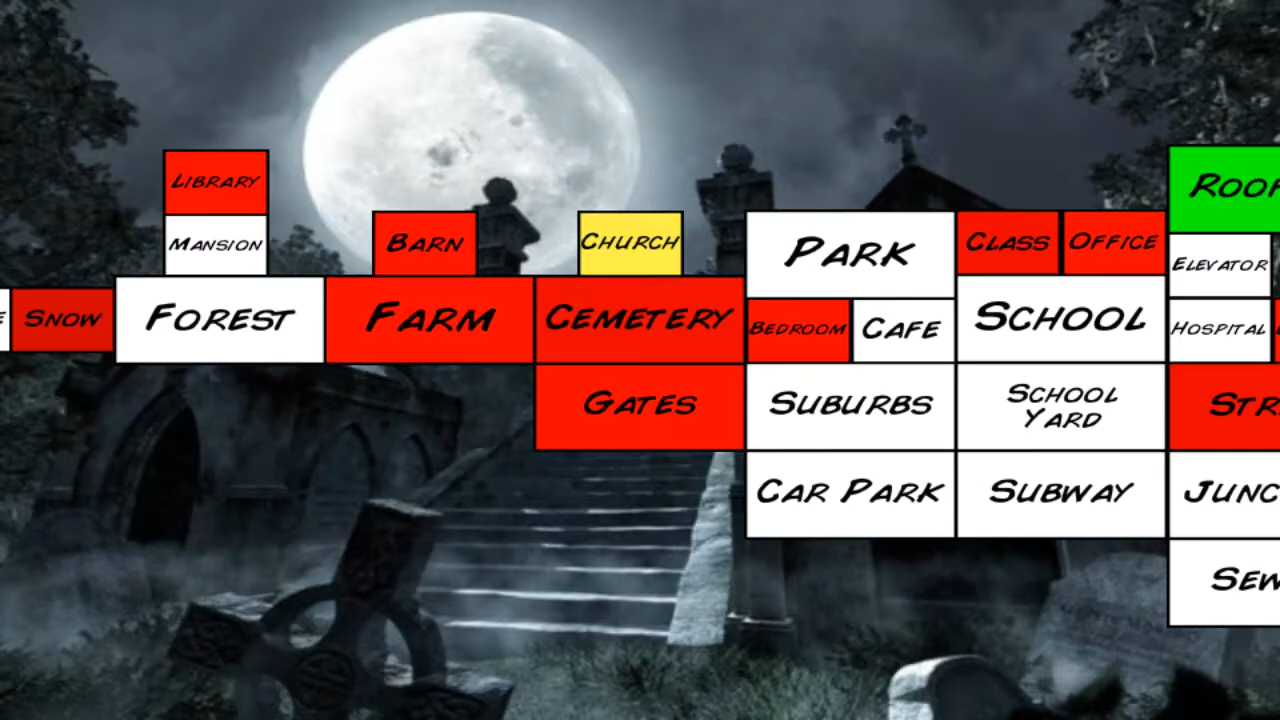 LIBRARY
MANSION
BARN
CHURCH
PARK
CLASS
OFFICE
ELEVATOR
SNOW
FOREST
FARM
CEMETERY
BEDROOM
CAFE
SCHOOL
HOSPITAL
GATES
SUBURBS
SCHOOL
YARD
CAR PARK
SUBWAY